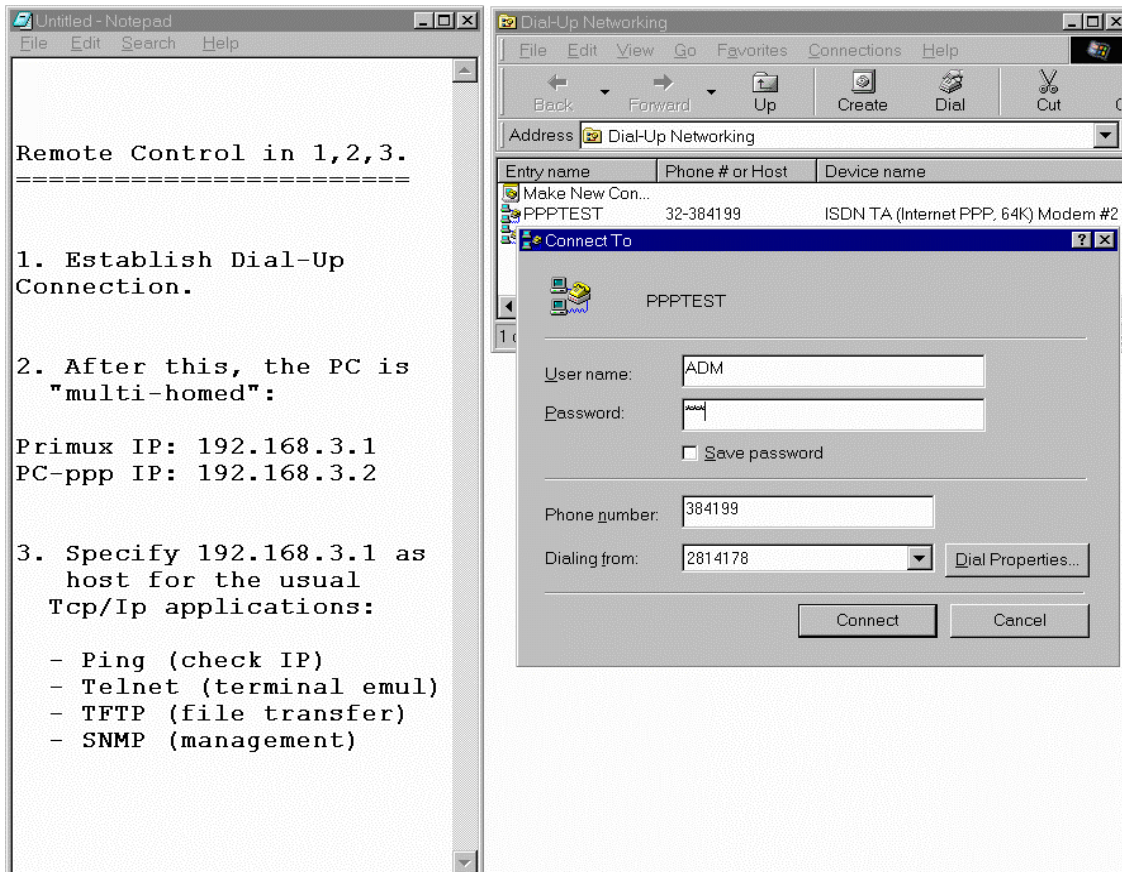 Untitled - Notepad
File Edit Search Help
Remote Control in 1,2,3.
========================
1. Establish Dial-Up
Connection.
2. After this, the PC is
"multi-homed":
Primux IP: 192.168.3.1
PC-ppp IP: 192.168.3.2
3. Specify 192.168.3.1 as
host for the usual
Tcp/Ip applications:
- Ping (check IP)
- Telnet (terminal emul)
- TFTP (file transfer)
- SNMP (management)
Dial-Up Networking
File Edit View Go Favorites Connections Help
Back Forward Up Create Dial Cut
Address Dial-Up Networking
Entry name Phone # or Host Device name
Make New Con...
PPPTEST 32-384199 ISDN TA (Internet PPP, 64K) Modem #2
Connect To
PPPTEST
User name: ADM
Password: ***
Save password
Phone number: 384199
Dialing from: 2814178 Dial Properties...
Connect Cancel